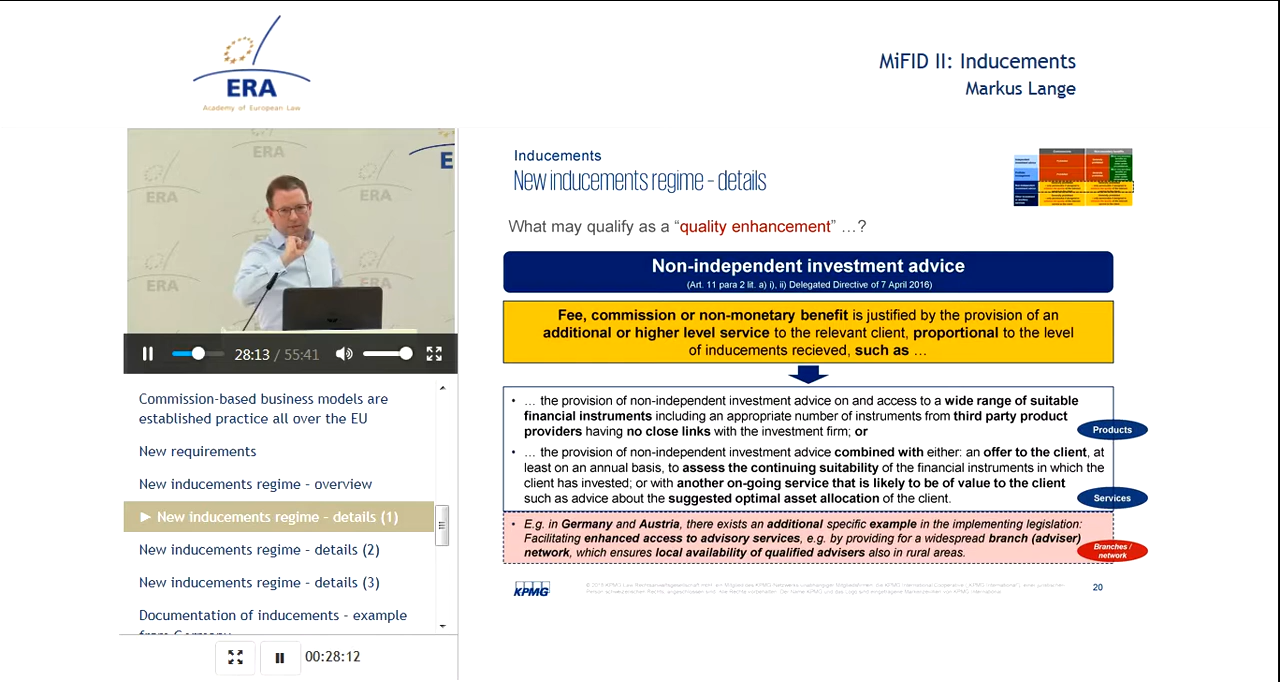 ERA
Academy of European Law
MiFID II: Inducements
Markus Lange
ERA
ERA
ERA
ERA
ERA
E
28:13 / 55:41
Commission-based business models are
established practice all over the EU
New requirements
New inducements regime – overview
► New inducements regime – details (1)
New inducements regime – details (2)
New inducements regime – details (3)
Documentation of inducements – example
from Germany
00:28:12
Inducements
New inducements regime – details
What may qualify as a “quality enhancement” …?
Non-independent investment advice
(Art. 11 para 2 lit. a) i), ii) Delegated Directive of 7 April 2016)
Fee, commission or non-monetary benefit is justified by the provision of an
additional or higher level service to the relevant client, proportional to the level
of inducements recieved, such as …
• … the provision of non-independent investment advice on and access to a wide range of suitable
financial instruments including an appropriate number of instruments from third party product
providers having no close links with the investment firm; or
Products
• … the provision of non-independent investment advice combined with either: an offer to the client, at
least on an annual basis, to assess the continuing suitability of the financial instruments in which the
client has invested; or with another on-going service that is likely to be of value to the client
such as advice about the suggested optimal asset allocation of the client.
Services
• E.g. in Germany and Austria, there exists an additional specific example in the implementing legislation:
Facilitating enhanced access to advisory services, e.g. by providing for a widespread branch (adviser)
network, which ensures local availability of qualified advisers also in rural areas.
Branches /
network
KPMG
20